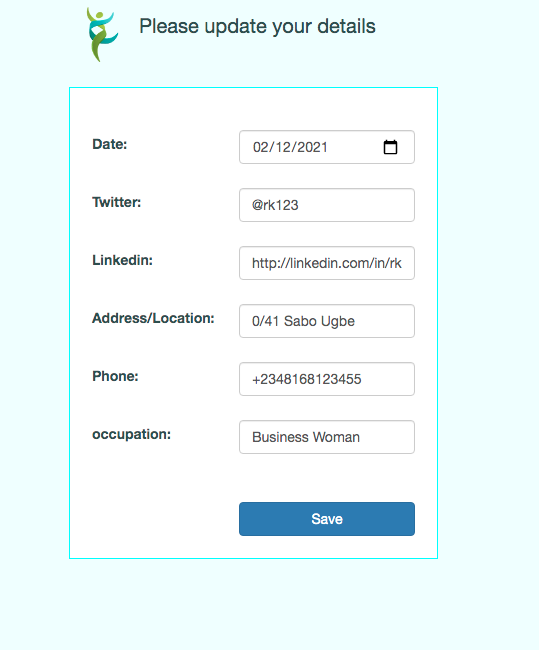 Please update your details
Date: 02/12/2021
Twitter: @rk123
Linkedin: http://linkedin.com/in/rk
Address/Location: 0/41 Sabo Ugbe
Phone: +2348168123455
occupation: Business Woman
Save